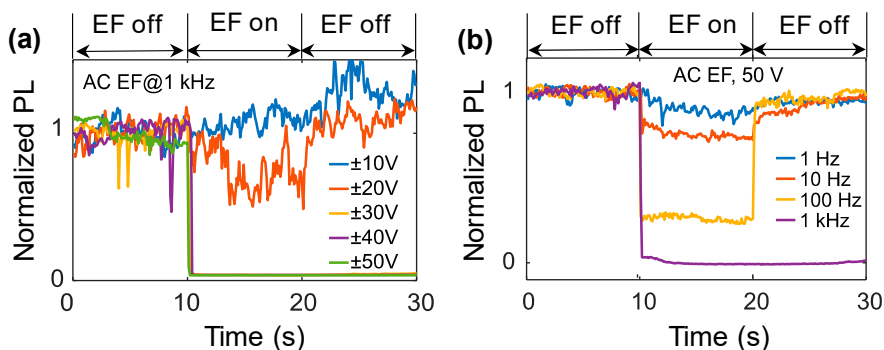 (a)
EF off EF on EF off
AC EF@1 kHz
Normalized PL
1
0
±10V
±20V
±30V
±40V
±50V
0 10 20 30
Time (s)
(b)
EF off EF on EF off
AC EF, 50 V
Normalized PL
1
0
1 Hz
10 Hz
100 Hz
1 kHz
0 10 20 30
Time (s)